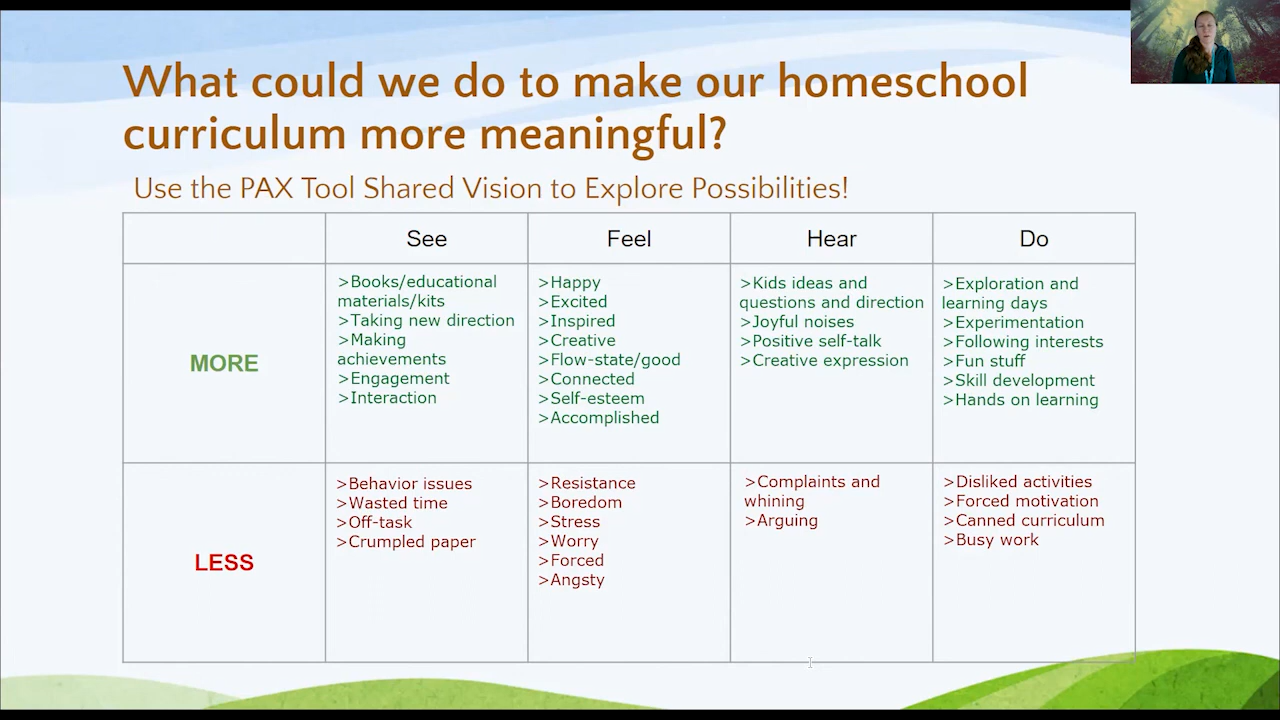 What could we do to make our homeschool
curriculum more meaningful?
Use the PAX Tool Shared Vision to Explore Possibilities!
See
Feel
Hear
Do
MORE
>Books/educational
materials/kits
>Taking new direction
>Making
achievements
>Engagement
>Interaction
>Happy
>Excited
>Inspired
>Creative
>Flow-state/good
>Connected
>Self-esteem
>Accomplished
>Kids ideas and
questions and direction
>Joyful noises
>Positive self-talk
>Creative expression
>Exploration and
learning days
>Experimentation
>Following interests
>Fun stuff
>Skill development
>Hands on learning
LESS
>Behavior issues
>Wasted time
>Off-task
>Crumpled paper
>Resistance
>Boredom
>Stress
>Worry
>Forced
>Angsty
>Complaints and
whining
>Arguing
>Disliked activities
>Forced motivation
>Canned curriculum
>Busy work